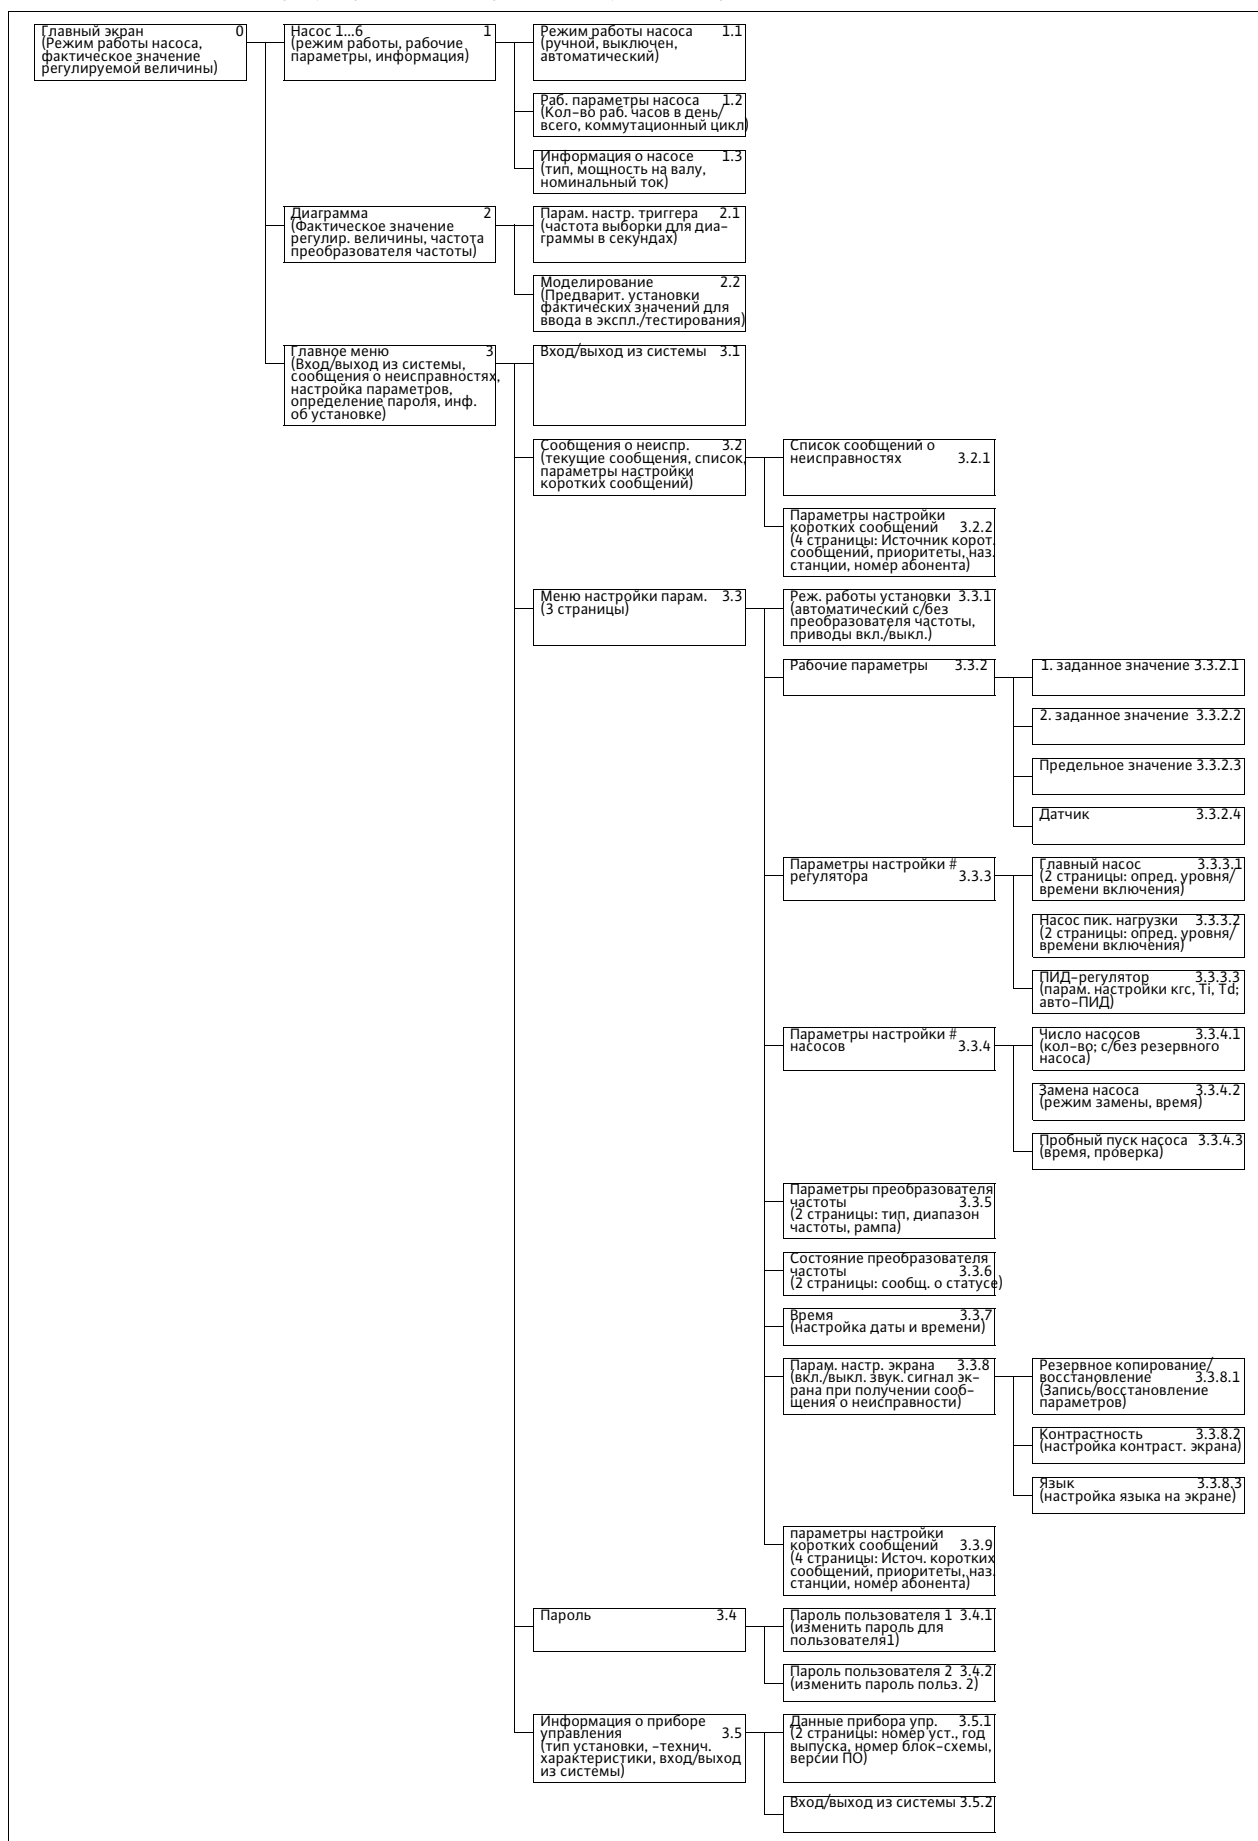 Главный экран 0
(Режим работы насоса,
фактическое значение
регулируемой величины)
Насос 1...6 1
(режим работы, рабочие
параметры, информация)
Режим работы насоса 1.1
(ручной, выключен,
автоматический)
Раб. параметры насоса 1.2
(Кол-во раб. часов в день/
всего, коммутационный цикл)
Информация о насосе 1.3
(тип, мощность на валу,
номинальный ток)
Диаграмма 2
(Фактическое значение
регулир. величины, частота
преобразователя частоты)
Парам. настр. триггера 2.1
(частота выборки для диа-
граммы в секундах)
Моделирование 2.2
(Предварит. установки
фактических значений для
ввода в экспл./тестирования)
Главное меню 3
(Вход/выход из системы,
сообщения о неисправностях,
настройка параметров,
определение пароля, инф.
об установке)
Вход/выход из системы 3.1
Сообщения о неиспр. 3.2
(текущие сообщения, список,
параметры настройки
коротких сообщений)
Список сообщений о
неисправностях 3.2.1
Параметры настройки
коротких сообщений 3.2.2
(4 страницы: Источник корот.
сообщений, приоритеты, наз.
станции, номер абонента)
Меню настройки парам. 3.3
(3 страницы)
Реж. работы установки 3.3.1
(автоматический с/без
преобразователя частоты,
приводы вкл./выкл.)
Рабочие параметры 3.3.2
1. заданное значение 3.3.2.1
2. заданное значение 3.3.2.2
Предельное значение 3.3.2.3
Датчик 3.3.2.4
Параметры настройки #
регулятора 3.3.3
Главный насос 3.3.3.1
(2 страницы: опред. уровня/
времени включения)
Насос пик. нагрузки 3.3.3.2
(2 страницы: опред. уровня/
времени включения)
ПИД-регулятор 3.3.3.3
(парам. настройки кгс, Ti, Td;
авто-ПИД)
Параметры настройки #
насосов 3.3.4
Число насосов 3.3.4.1
(кол-во; с/без резервного
насоса)
Замена насоса 3.3.4.2
(режим замены, время)
Пробный пуск насоса 3.3.4.3
(время, проверка)
Параметры преобразователя
частоты 3.3.5
(2 страницы: тип, диапазон
частоты, рампа)
Состояние преобразователя
частоты 3.3.6
(2 страницы: сообщ. о статусе)
Время 3.3.7
(настройка даты и времени)
Парам. настр. экрана 3.3.8
(вкл./выкл. звук. сигнал эк-
рана при получении сооб-
щения о неисправности)
Резервное копирование/
восстановление 3.3.8.1
(Запись/восстановление
параметров)
Контрастность 3.3.8.2
(настройка контраст. экрана)
Язык 3.3.8.3
(настройка языка на экране)
параметры настройки
коротких сообщений 3.3.9
(4 страницы: Источ. коротких
сообщений, приоритеты, наз.
станции, номер абонента)
Пароль 3.4
Пароль пользователя 1 3.4.1
(изменить пароль для
пользователя1)
Пароль пользователя 2 3.4.2
(изменить пароль польз. 2)
Информация о приборе
управления 3.5
(тип установки, -технич.
характеристики, вход/выход
из системы)
Данные прибора упр. 3.5.1
(2 страницы: номер уст., год
выпуска, номер блок-схемы,
версии ПО)
Вход/выход из системы 3.5.2